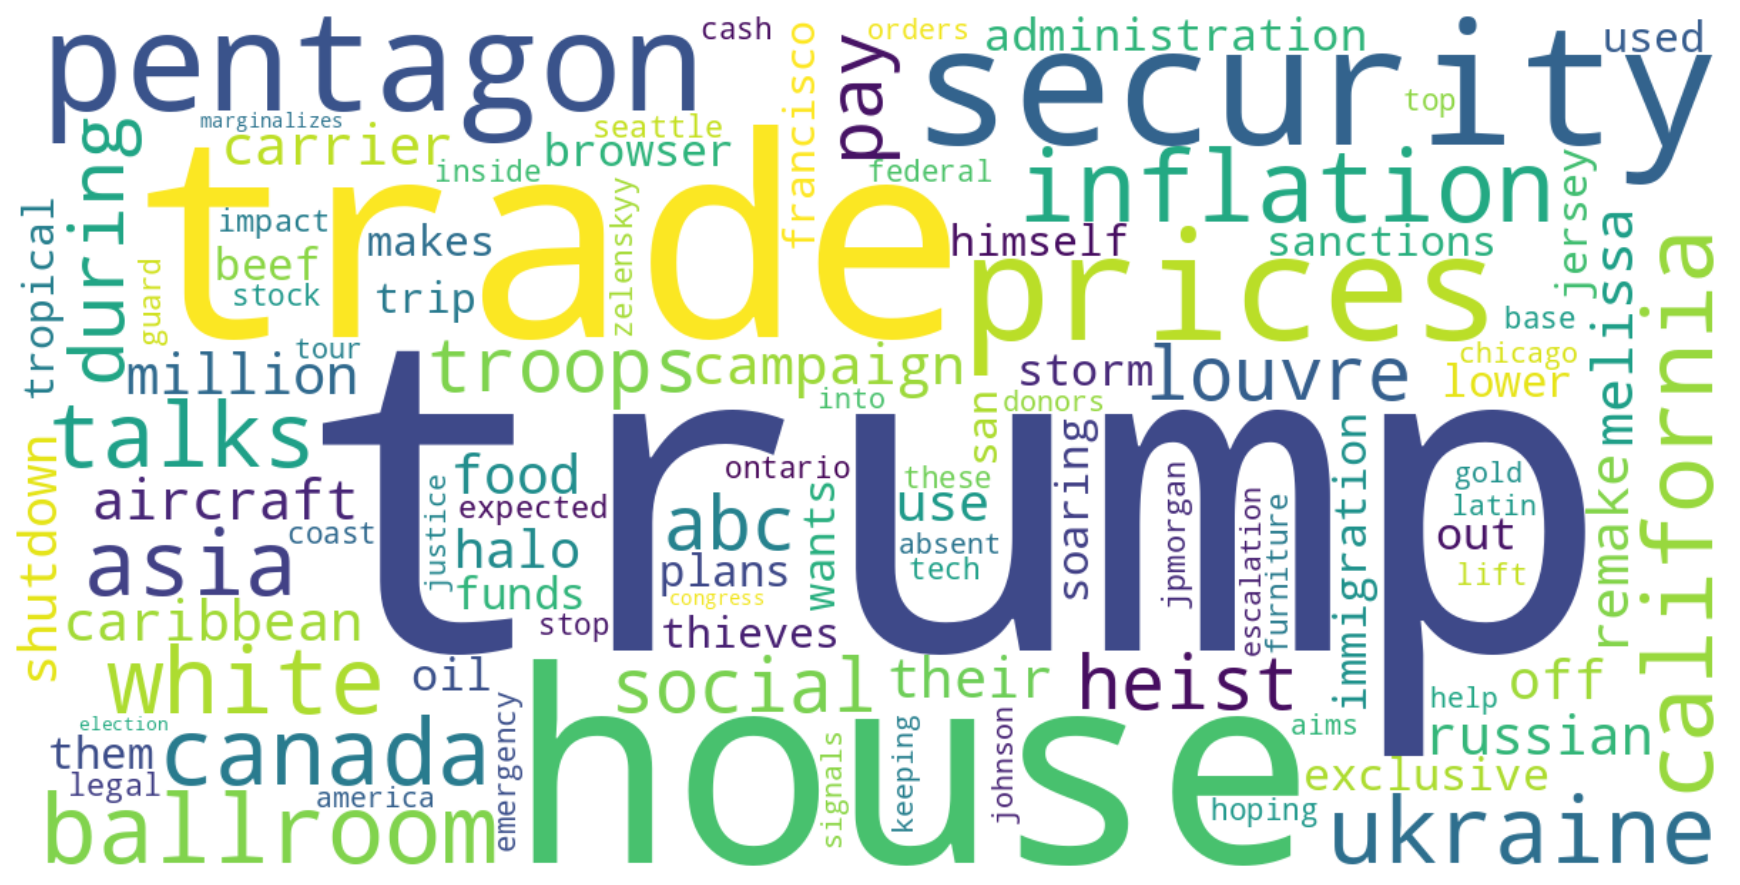 pentagon
cash
francisco
pay
orders
administration
security
used
top
marginalizes
during
carrier
seattle
browser
inside
trade
federal
inflation
jersey
tropical
impact
makes
zelenskyy
himself
sanctions
melissa
california
guard
beef
stock
trip
prices
base
million
tour
troops
campaign
storm
louvre
chicago
lower
into
san
donors
talks
trump
shutdown
aircraft
coast
justice
food
expected
ontario
abc
wants
these
use
soaring
jpmorgan
escalation
furniture
immigration
gold
latin
out
lift
remake
asia
halo
funds
plans
congress
absent
tech
stop
thieves
caribbean
white
oil
social
their
heist
off
help
russian
election
them
canada
legal
america
emergency
house
signals
keeping
johnson
aims
exclusive
hoping
ballroom
ukraine